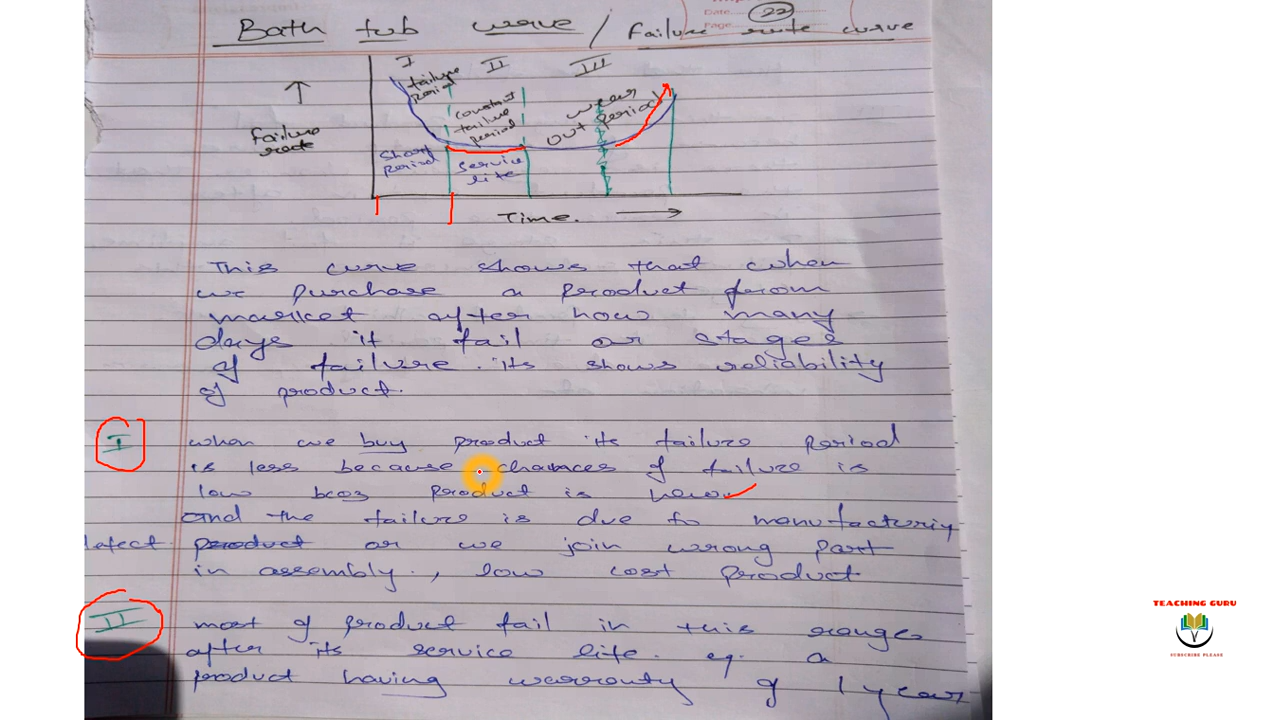 Date
Page 22
Bath tub curve / Failure rate curve
I II III
failure period
constant failure period
wear out period
Failure rate
short period
service life
Time.
This curve shows that when
we purchase a product from
market after how many
days it fail or stages
of failure. its shows reliability
of product.
I when we buy product its failure period
is less because chances of failure is
low bcoz product is new
and the failure is due to manufacturing
defect product or we join wrong part
in assembly, low cost product
II most of product fail in this range
after its service life. eg. a
product having warranty of 1 year
TEACHING GURU
SUBSCRIBE PLEASE